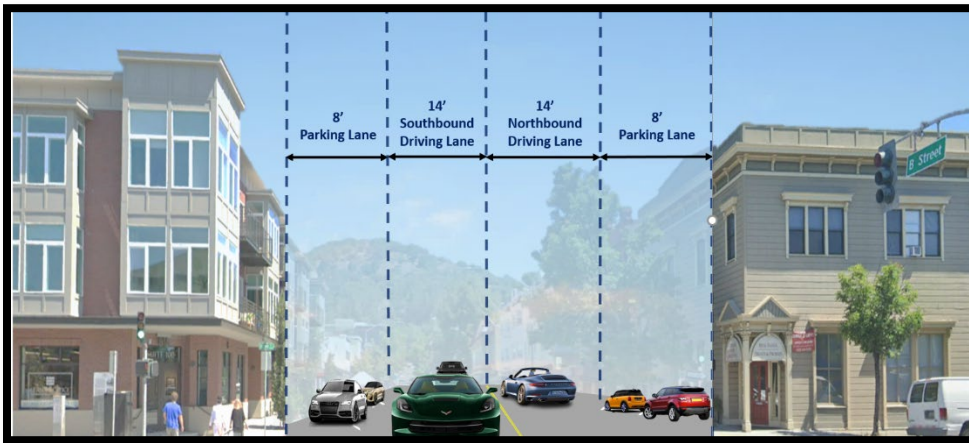 8'
Parking Lane
14'
Southbound
Driving Lane
14'
Northbound
Driving Lane
8'
Parking Lane
B Street